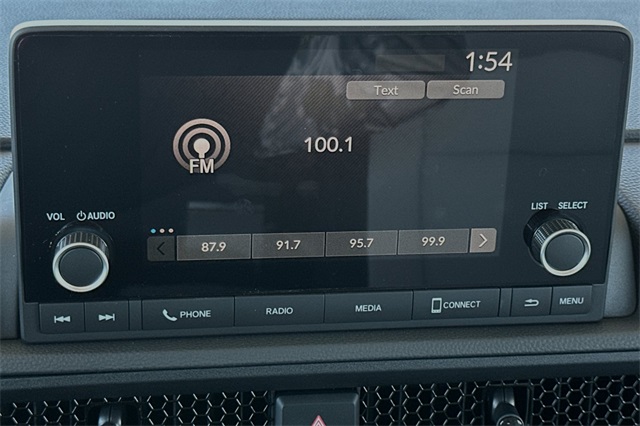 1:54
Text Scan
FM 100.1
VOL AUDIO LIST SELECT
87.9 91.7 95.7 99.9
PHONE RADIO MEDIA CONNECT MENU